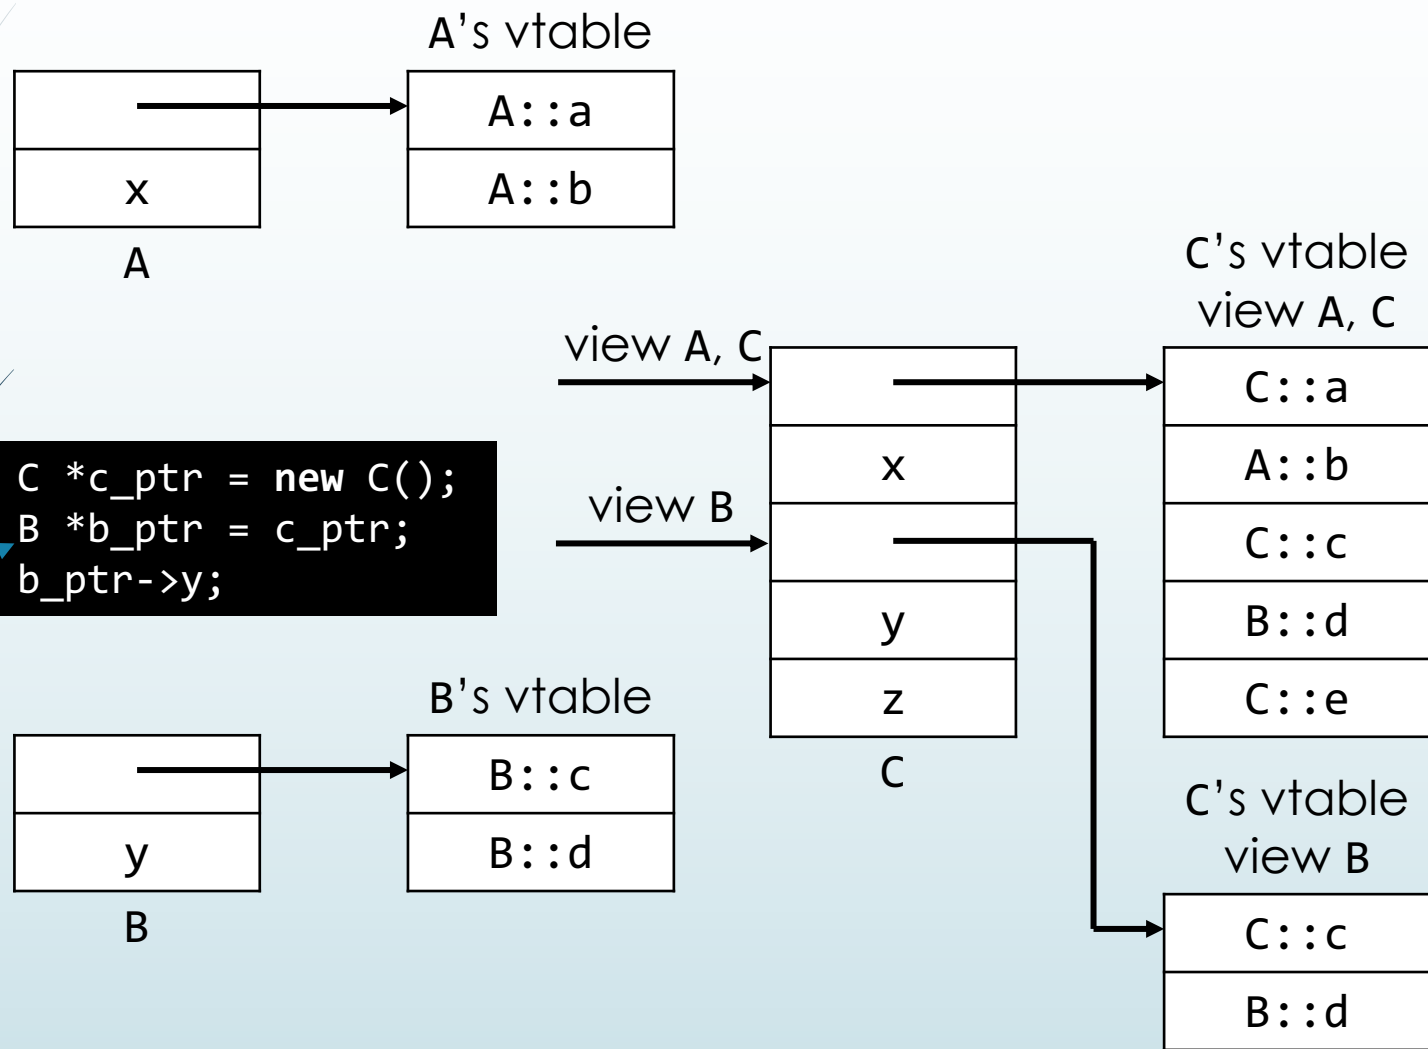 A's vtable
A::a
A::b
x
A
C's vtable
view A, C
view A, C
C::a
x
A::b
C *c_ptr = new C();
B *b_ptr = c_ptr;
b_ptr->y;
view B
C::c
y
B::d
z
C::e
C
B's vtable
B::c
y
B::d
B
C's vtable
view B
C::c
B::d